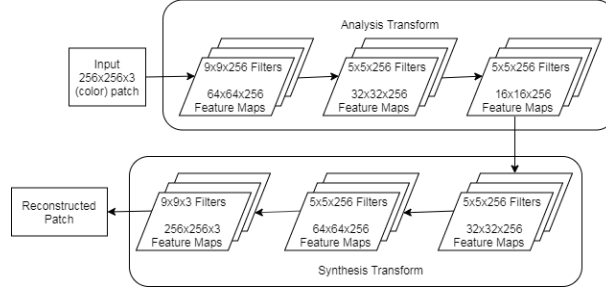 Analysis Transform
Input
256x256x3
(color) patch
9x9x256 Filters
64x64x256
Feature Maps
5x5x256 Filters
32x32x256
Feature Maps
5x5x256 Filters
16x16x256
Feature Maps
Reconstructed
Patch
9x9x3 Filters
256x256x3
Feature Maps
5x5x256 Filters
64x64x256
Feature Maps
5x5x256 Filters
32x32x256
Feature Maps
Synthesis Transform